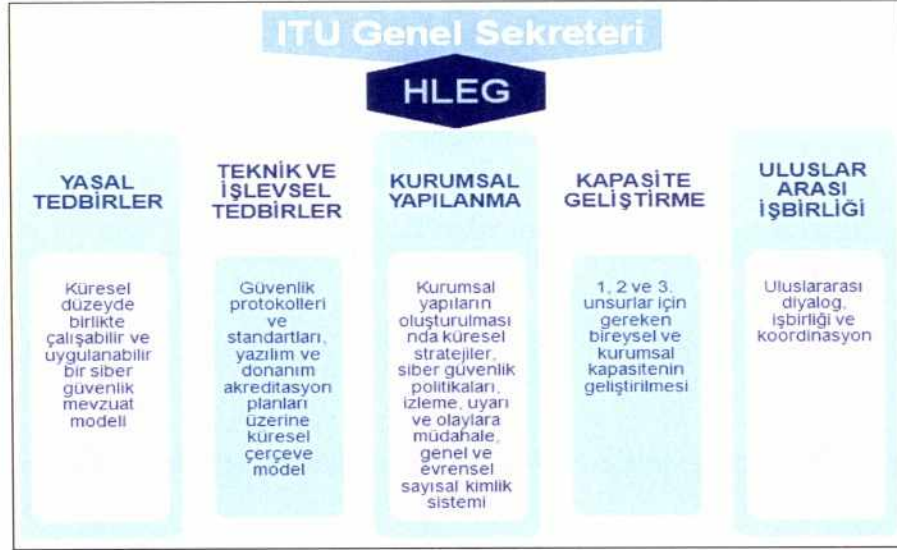 ITU Genel Sekreteri
HLEG
YASAL
TEDBİRLER
Küresel
düzeyde
birlikte
çalışabilir ve
uygulanabilir
bir siber
güvenlik
mevzuat
modeli
TEKNİK VE
İŞLEVSEL
TEDBİRLER
Güvenlik
protokolleri
ve
standartları,
yazılım ve
donanım
akreditasyon
planları
üzerine
küresel
çerçeve
model
KURUMSAL
YAPILANMA
Kurumsal
yapıların
oluşturulması
nda küresel
stratejiler,
siber güvenlik
politikaları,
izleme, uyarı
ve olaylara
müdahale,
genel ve
evrensel
sayısal kimlik
sistemi
KAPASİTE
GELİŞTİRME
1, 2 ve 3.
unsurlar için
gereken
bireysel ve
kurumsal
kapasitenin
geliştirilmesi
ULUSLAR
ARASI
İŞBİRLİĞİ
Uluslararası
diyalog,
işbirliği ve
koordinasyon